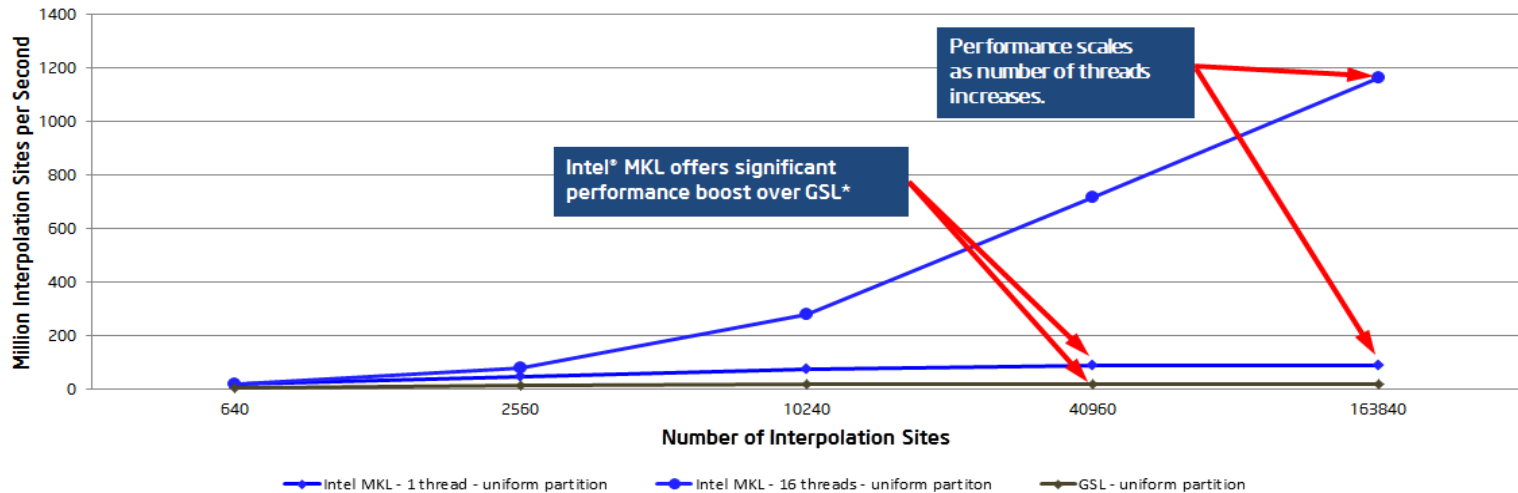 1400
1200
1000
800
600
400
200
0
Million Interpolation Sites per Second
Performance scales
as number of threads
increases.
Intel® MKL offers significant
performance boost over GSL*
640
2560
10240
40960
163840
Number of Interpolation Sites
Intel MKL - 1 thread - uniform partition
Intel MKL - 16 threads - uniform partiton
GSL - uniform partition